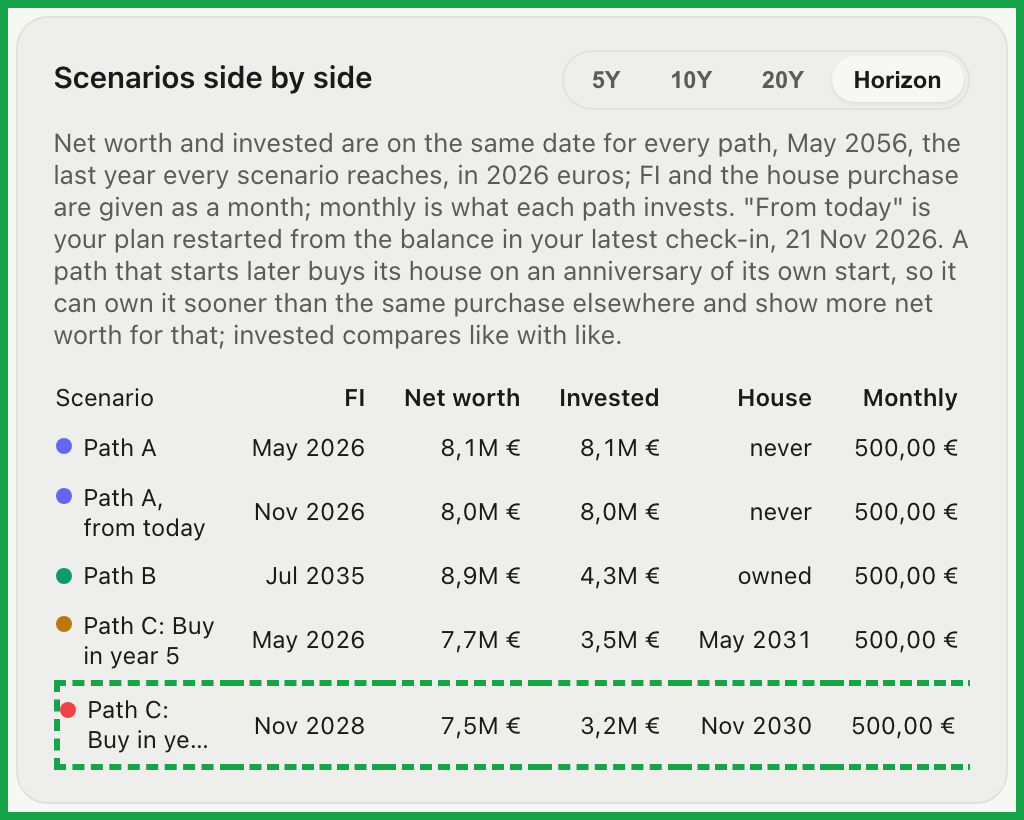 Scenarios side by side
5Y 10Y 20Y Horizon
Net worth and invested are on the same date for every path, May 2056, the
last year every scenario reaches, in 2026 euros; FI and the house purchase
are given as a month; monthly is what each path invests. "From today" is
your plan restarted from the balance in your latest check-in, 21 Nov 2026. A
path that starts later buys its house on an anniversary of its own start, so it
can own it sooner than the same purchase elsewhere and show more net
worth for that; invested compares like with like.
Scenario FI Net worth Invested House Monthly
Path A May 2026 8,1M € 8,1M € never 500,00 €
Path A,
from today Nov 2026 8,0M € 8,0M € never 500,00 €
Path B Jul 2035 8,9M € 4,3M € owned 500,00 €
Path C: Buy
in year 5 May 2026 7,7M € 3,5M € May 2031 500,00 €
Path C:
Buy in ye... Nov 2028 7,5M € 3,2M € Nov 2030 500,00 €